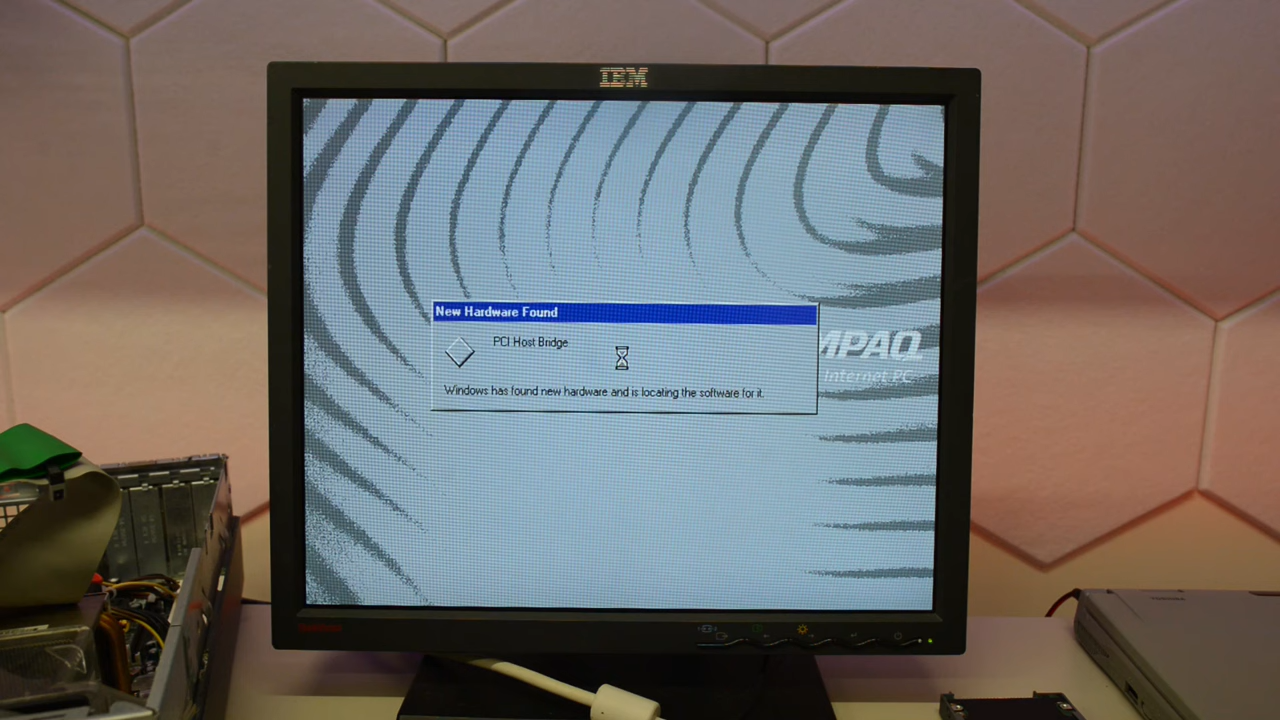 IBM
New Hardware Found
PCI Host Bridge
Windows has found new hardware and is locating the software for it.
MPAQ
Internet PC